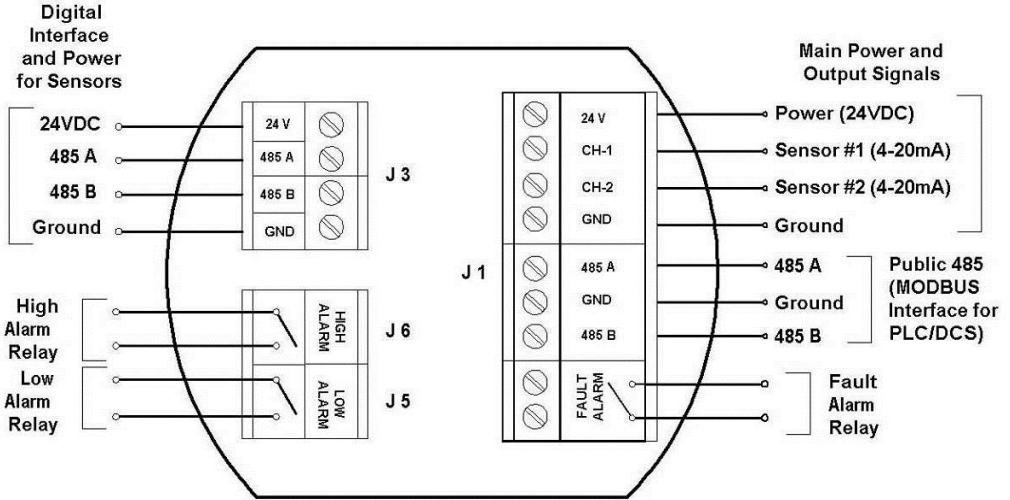 Digital
Interface
and Power
for Sensors
24VDC
485 A
485 B
Ground
24 V
485 A
485 B
GND
J 3
High
Alarm
Relay
HIGH
ALARM
J 6
Low
Alarm
Relay
LOW
ALARM
J 5
J 1
24 V
CH-1
CH-2
GND
485 A
GND
485 B
FAULT
ALARM
Main Power and
Output Signals
Power (24VDC)
Sensor #1 (4-20mA)
Sensor #2 (4-20mA)
Ground
485 A
Ground
485 B
Public 485
(MODBUS
Interface for
PLC/DCS)
Fault
Alarm
Relay